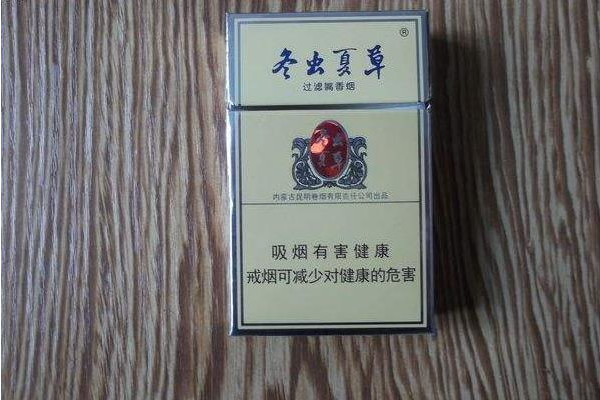 冬虫夏草®
过滤嘴香烟
内蒙古昆明卷烟有限责任公司出品
吸烟有害健康
戒烟可减少对健康的危害